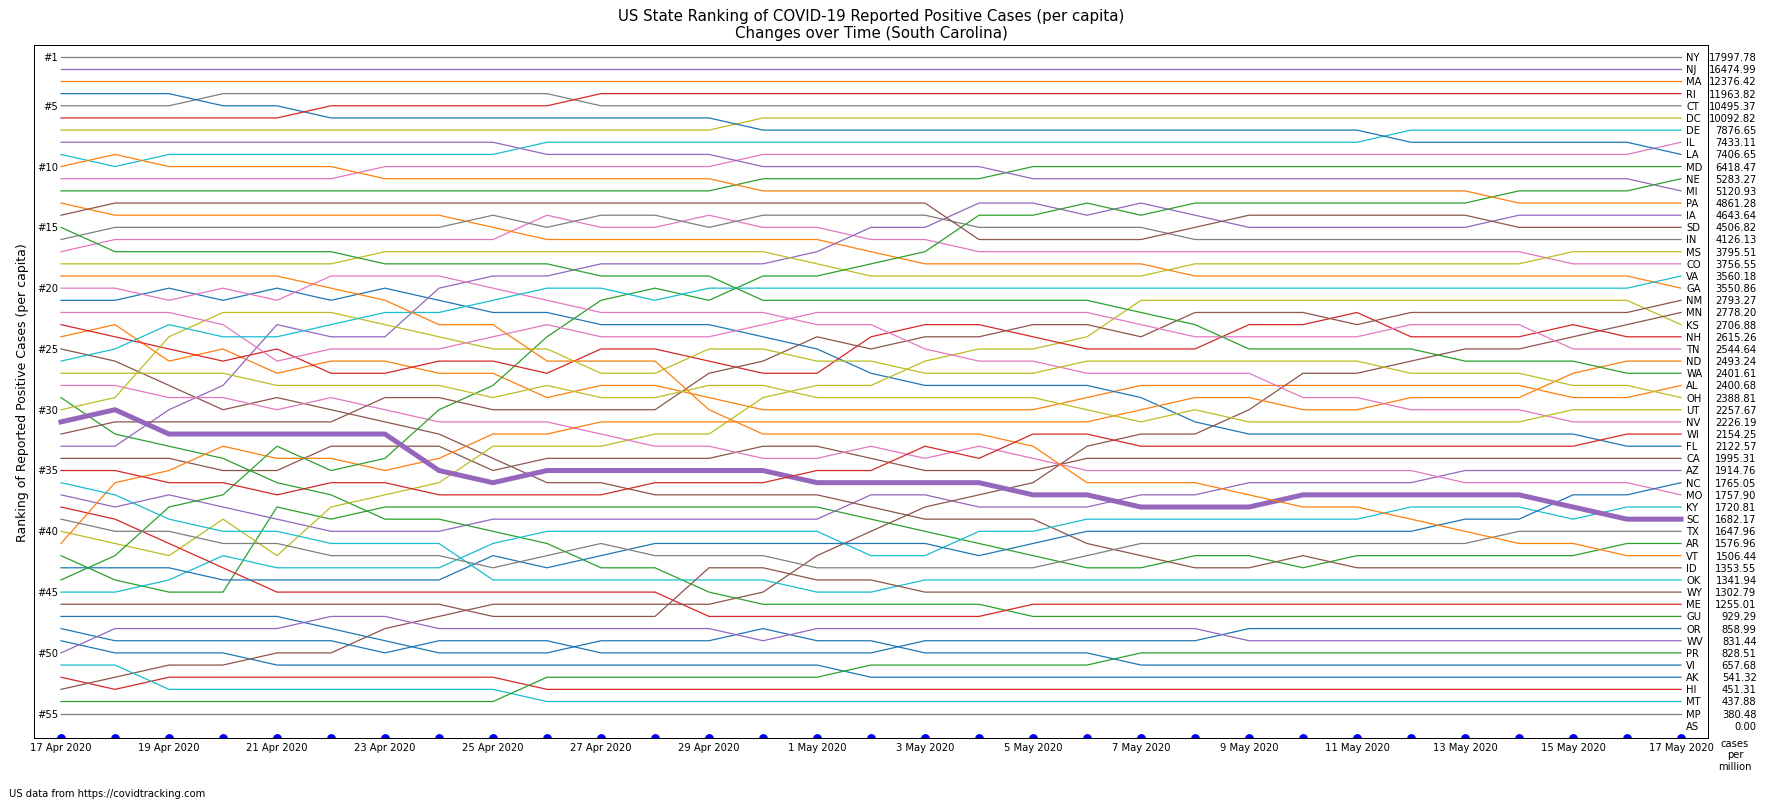 US State Ranking of COVID-19 Reported Positive Cases (per capita)
Changes over Time (South Carolina)
Ranking of Reported Positive Cases (per capita)
#1
#5
#10
#15
#20
#25
#30
#35
#40
#45
#50
#55
NY 17997.78
NJ 16474.99
MA 12376.42
RI 11963.82
CT 10495.37
DC 10092.82
DE 7876.65
IL 7433.11
LA 7406.65
MD 6418.47
NE 5283.27
MI 5120.93
PA 4861.28
IA 4643.64
SD 4506.82
IN 4126.13
MS 3795.51
CO 3756.55
VA 3560.18
GA 3550.86
NM 2793.27
MN 2778.20
KS 2706.88
NH 2615.26
TN 2544.64
ND 2493.24
WA 2401.61
AL 2400.68
OH 2388.81
UT 2257.67
NV 2226.19
WI 2154.25
FL 2122.57
CA 1995.31
AZ 1914.76
NC 1765.05
MO 1757.90
KY 1720.81
SC 1682.17
TX 1647.96
AR 1576.96
VT 1506.44
ID 1353.55
OK 1341.94
WY 1302.79
ME 1255.01
GU 929.29
OR 858.99
WV 831.44
PR 828.51
VI 657.68
AK 541.32
HI 451.31
MT 437.88
MP 380.48
AS 0.00
17 Apr 2020 19 Apr 2020 21 Apr 2020 23 Apr 2020 25 Apr 2020 27 Apr 2020 29 Apr 2020 1 May 2020 3 May 2020 5 May 2020 7 May 2020 9 May 2020 11 May 2020 13 May 2020 15 May 2020 17 May 2020
cases
per
million
US data from https://covidtracking.com